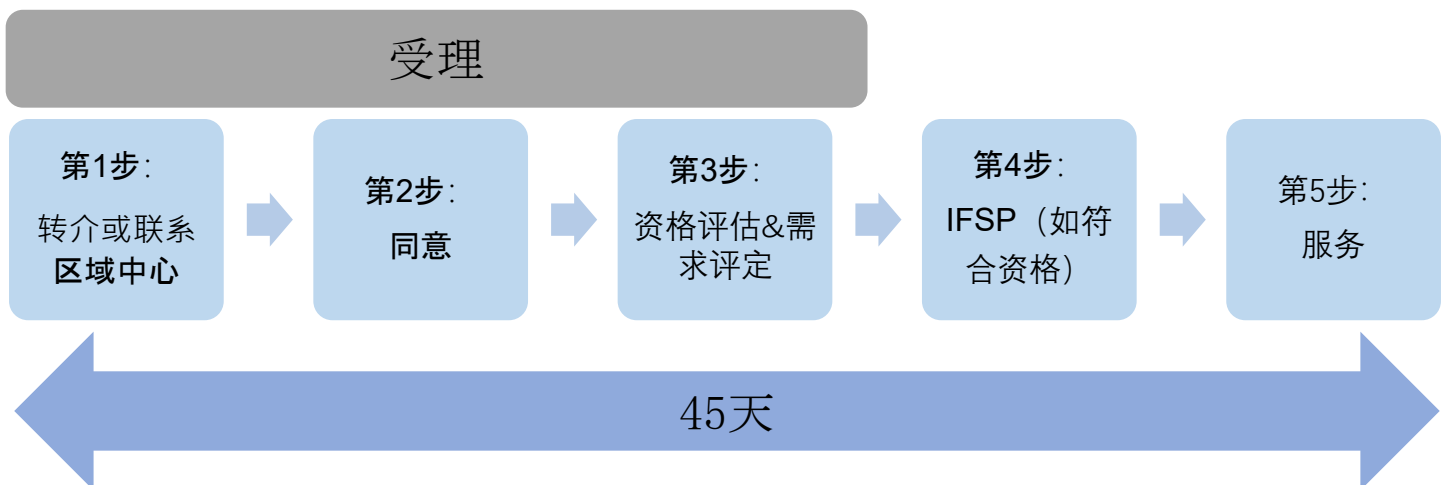 受理
第1步：
转介或联系
区域中心
第2步：
同意
第3步：
资格评估&需
求评定
第4步：
IFSP（如符
合资格）
第5步：
服务
45天